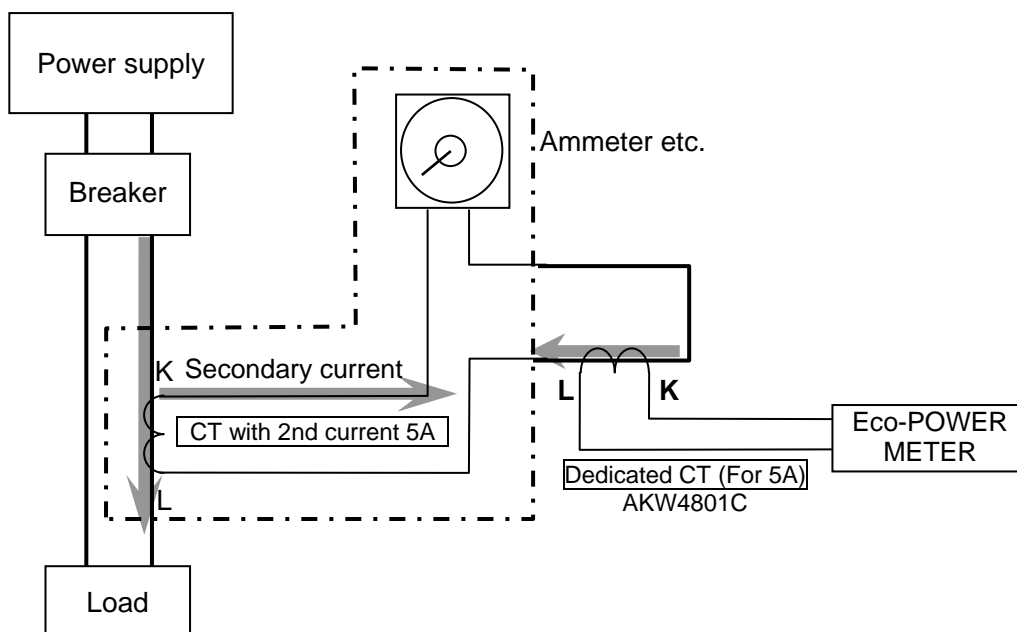 Power supply
Ammeter etc.
Breaker
K Secondary current
CT with 2nd current 5A
L
L K
Eco-POWER
METER
Dedicated CT (For 5A)
AKW4801C
Load